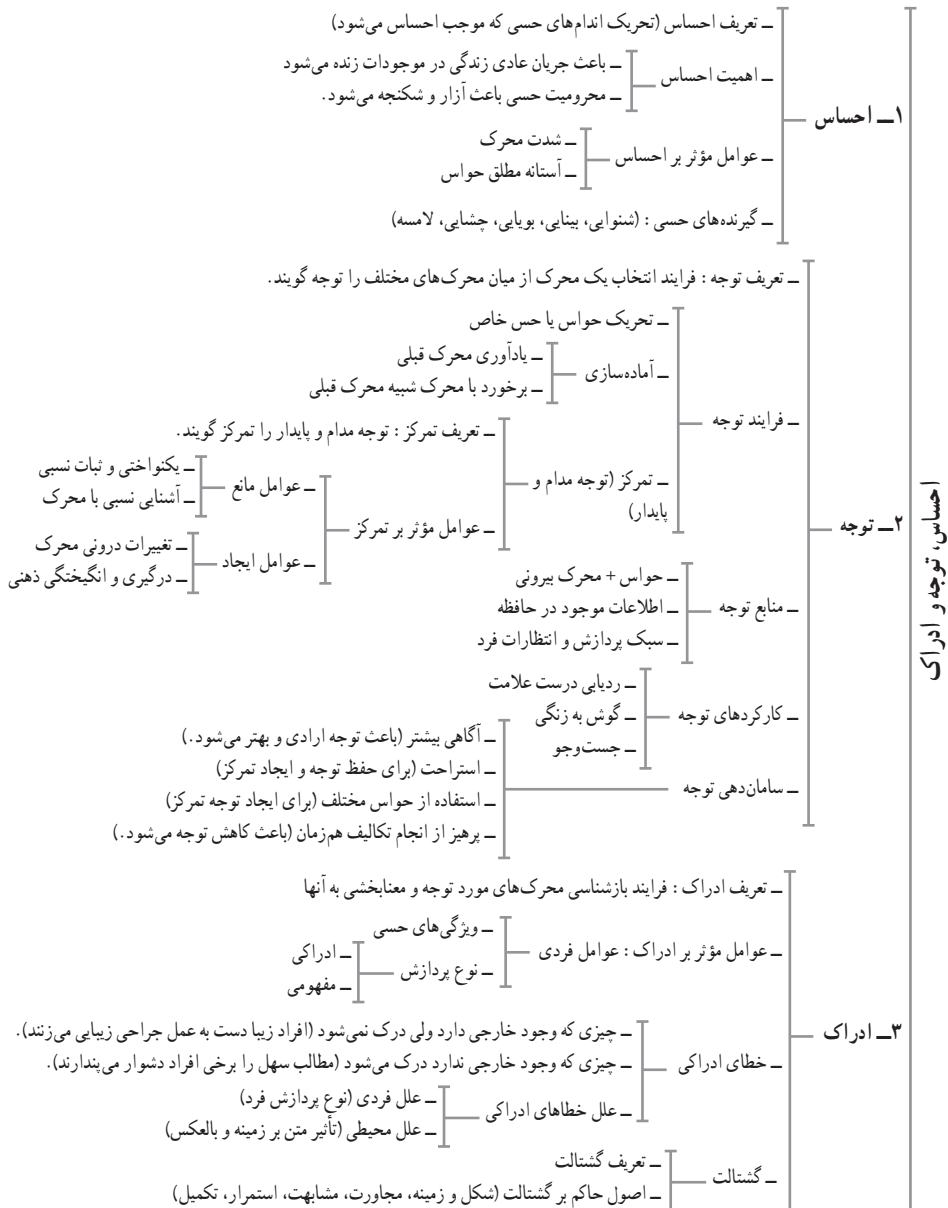 احساس، توجه و ادراک
١ــ احساس
ــ تعریف احساس (تحریک اندام‌های حسی که موجب احساس می‌شود)
ــ اهمیت احساس
ــ باعث جریان عادی زندگی در موجودات زنده می‌شود
ــ محرومیت حسی باعث آزار و شکنجه می‌شود.
ــ عوامل مؤثر بر احساس
ــ شدت محرک
ــ آستانه مطلق حواس
ــ گیرنده‌های حسی : (شنوایی، بینایی، بویایی، چشایی، لامسه)
٢ــ توجه
ــ تعریف توجه : فرایند انتخاب یک محرک از میان محرک‌های مختلف را توجه گویند.
ــ فرایند توجه
ــ تحریک حواس یا حس خاص
ــ آماده‌سازی
ــ یادآوری محرک قبلی
ــ برخورد با محرک شبیه محرک قبلی
ــ تمرکز (توجه مدام و
پایدار)
ــ تعریف تمرکز : توجه مدام و پایدار را تمرکز گویند.
ــ عوامل مؤثر بر تمرکز
ــ عوامل مانع
ــ یکنواختی و ثبات نسبی
ــ آشنایی نسبی با محرک
ــ عوامل ایجاد
ــ تغییرات درونی محرک
ــ درگیری و انگیختگی ذهنی
ــ منابع توجه
ــ حواس + محرک بیرونی
ــ اطلاعات موجود در حافظه
ــ سبک پردازش و انتظارات فرد
ــ کارکردهای توجه
ــ ردیابی درست علامت
ــ گوش به زنگی
ــ جست‌وجو
ــ سامان‌دهی توجه
ــ آگاهی بیشتر (باعث توجه ارادی و بهتر می‌شود.)
ــ استراحت (برای حفظ توجه و ایجاد تمرکز)
ــ استفاده از حواس مختلف (برای ایجاد توجه تمرکز)
ــ پرهیز از انجام تکالیف هم‌زمان (باعث کاهش توجه می‌شود.)
٣ــ ادراک
ــ تعریف ادراک : فرایند بازشناسی محرک‌های مورد توجه و معنابخشی به آنها
ــ عوامل مؤثر بر ادراک : عوامل فردی
ــ ویژگی‌های حسی
ــ نوع پردازش
ــ ادراکی
ــ مفهومی
ــ خطای ادراکی
ــ چیزی که وجود خارجی دارد ولی درک نمی‌شود (افراد زیبا دست به عمل جراحی زیبایی می‌زنند).
ــ چیزی که وجود خارجی ندارد درک می‌شود (مطالب سهل را برخی افراد دشوار می‌پندارند).
ــ علل خطاهای ادراکی
ــ علل فردی (نوع پردازش فرد)
ــ علل محیطی (تأثیر متن بر زمینه و بالعکس)
ــ گشتالت
ــ تعریف گشتالت
ــ اصول حاکم بر گشتالت (شکل و زمینه، مجاورت، مشابهت، استمرار، تکمیل)